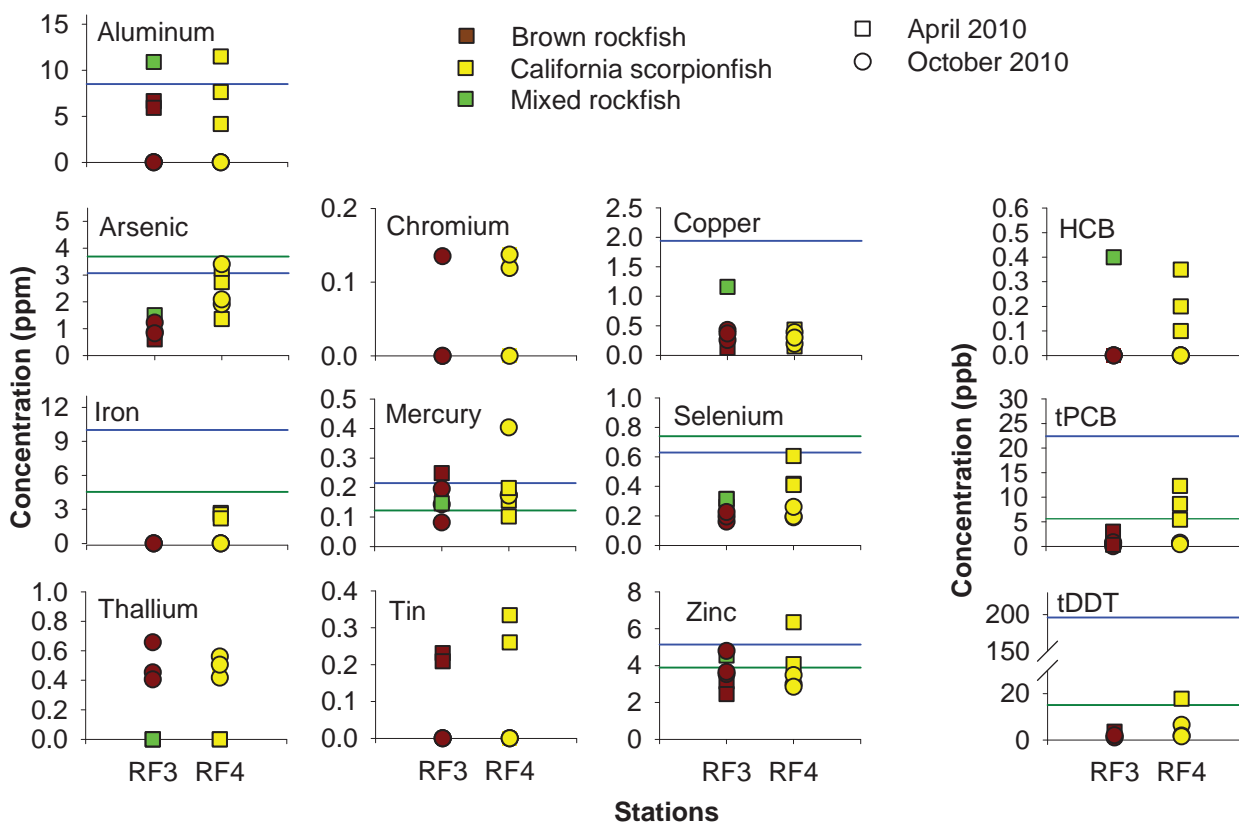 Brown rockfish
California scorpionfish
Mixed rockfish
April 2010
October 2010
Aluminum
15
10
5
0
Concentration (ppm)
Arsenic
5
4
3
2
1
0
Chromium
0.2
0.1
0.0
Copper
2.5
2.0
1.5
1.0
0.5
0.0
Concentration (ppb)
HCB
0.6
0.5
0.4
0.3
0.2
0.1
0.0
Iron
12
9
6
3
0
Mercury
0.5
0.4
0.3
0.2
0.1
0.0
Selenium
1.0
0.8
0.6
0.4
0.2
0.0
tPCB
30
25
20
15
10
5
0
Thallium
1.0
0.8
0.6
0.4
0.2
0.0
RF3 RF4
Tin
0.4
0.3
0.2
0.1
0.0
RF3 RF4
Zinc
8
6
4
2
0
RF3 RF4
tDDT
200
150
20
0
RF3 RF4
Stations